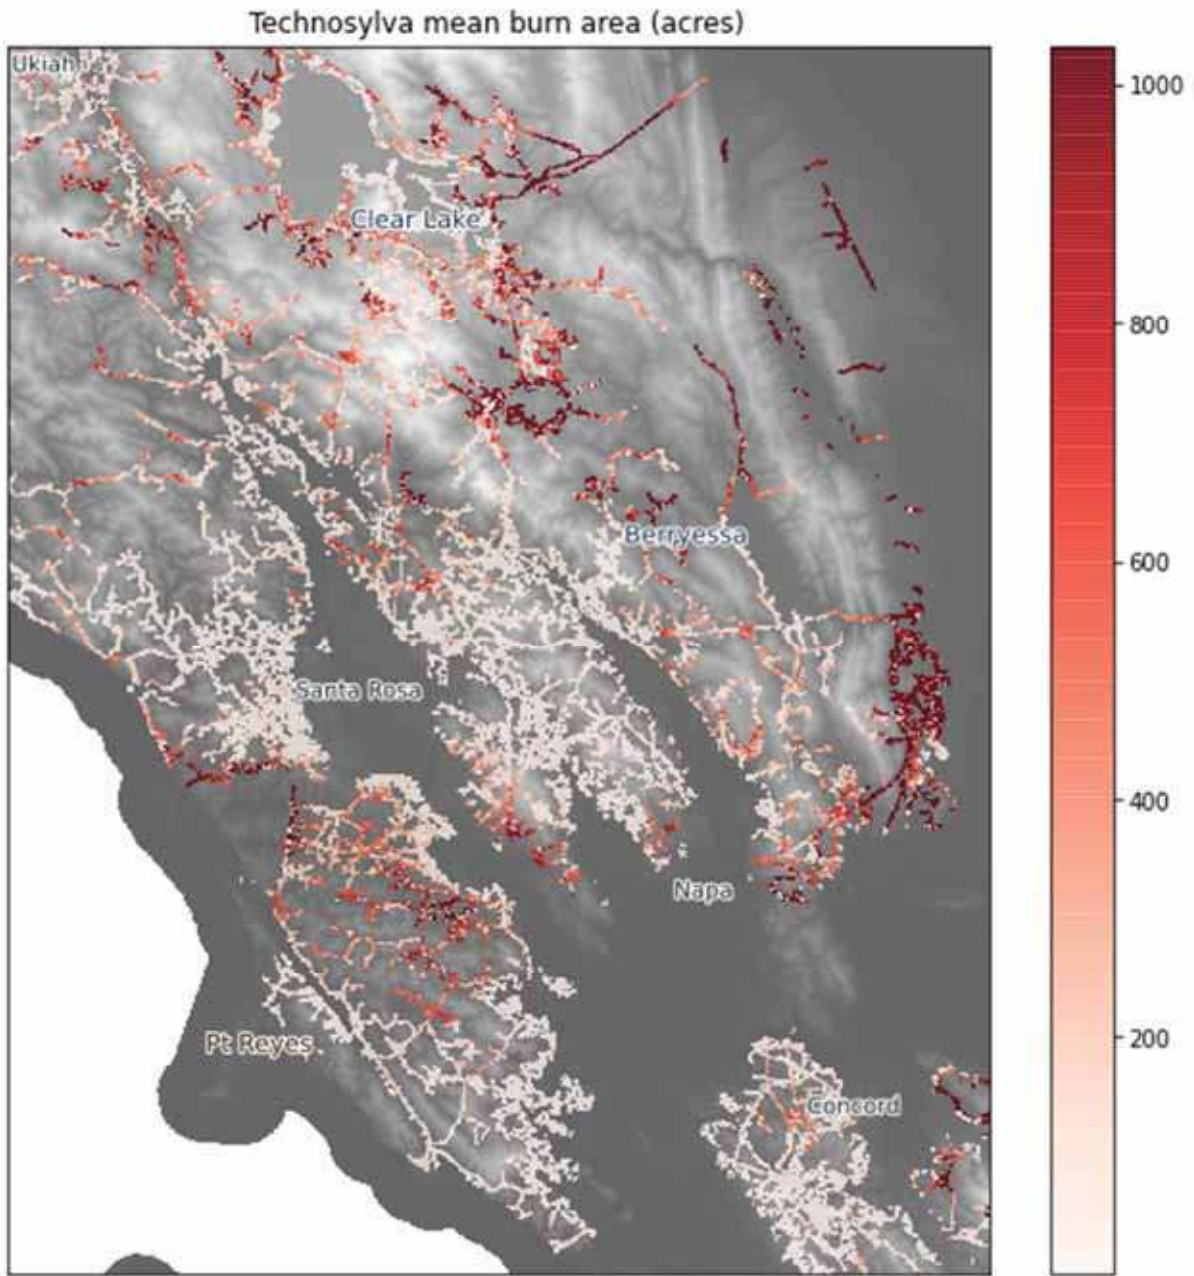 Technosylva mean burn area (acres)
Ukiah
1000
Clear Lake
800
600
Berryessa
Santa Rosa
400
Napa
Pt Reyes
200
Concord